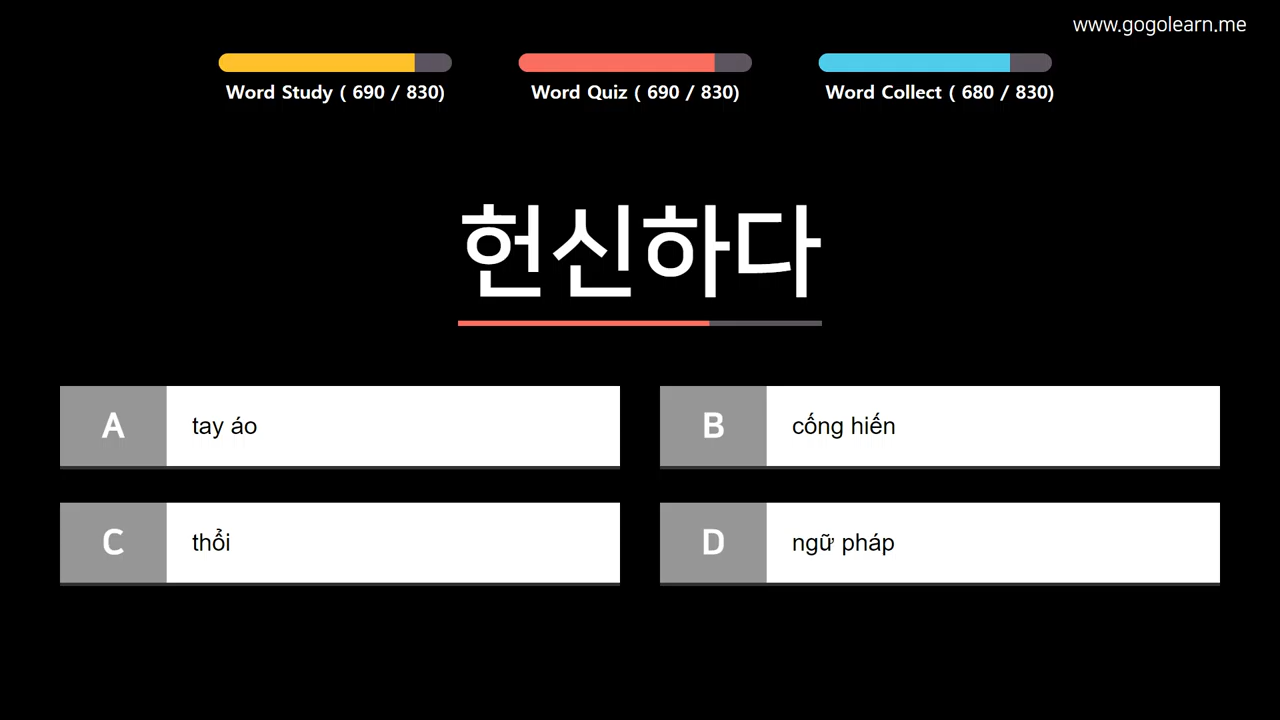 www.gogolearn.me
Word Study ( 690 / 830)
Word Quiz ( 690 / 830)
Word Collect ( 680 / 830)
헌신하다
A tay áo
B cống hiến
C thổi
D ngữ pháp